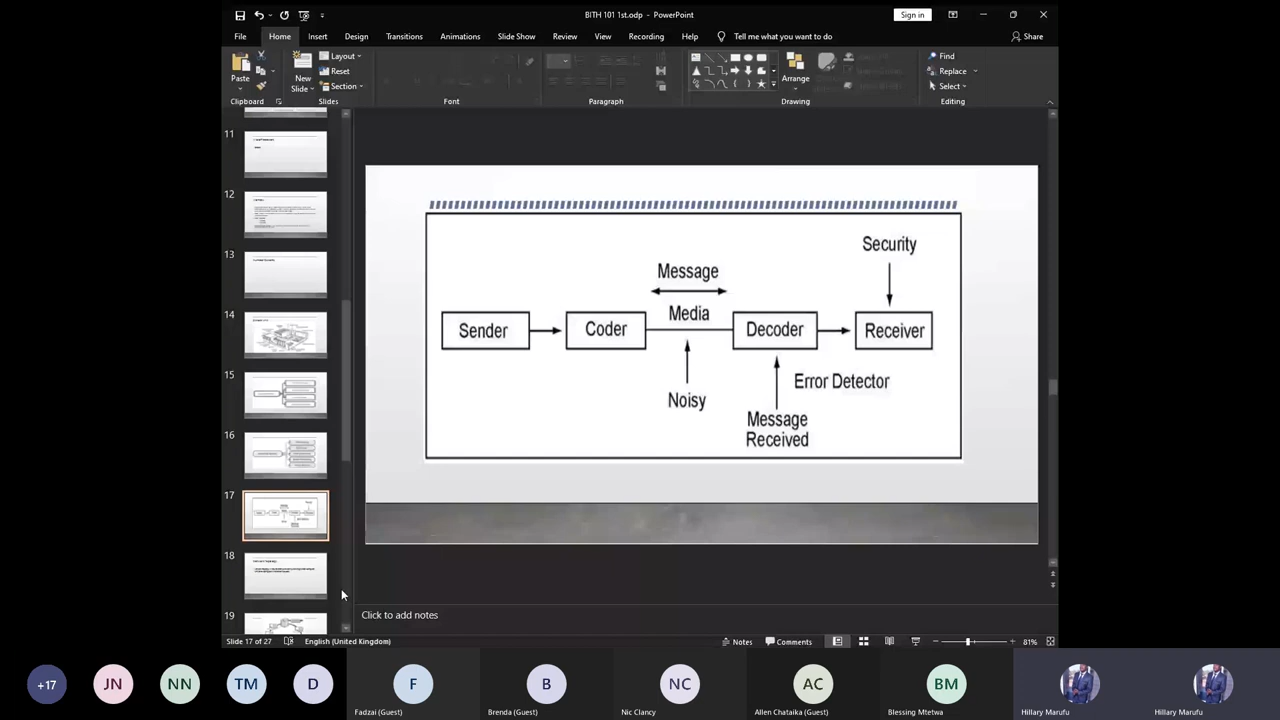 BITH 101 1st.odp - PowerPoint
Sign in
File Home Insert Design Transitions Animations Slide Show Review View Recording Help Tell me what you want to do Share
Paste
New
Slide
Layout
Reset
Section
Arrange
Find
Replace
Select
Clipboard Slides Font Paragraph Drawing Editing
11
12
13
14
15
16
17
18
19
Security
Message
Media
Sender
Coder
Decoder
Receiver
Noisy
Error Detector
Message
Received
Click to add notes
Slide 17 of 27 English (United Kingdom) Notes Comments 81%
+17 JN NN TM D F B NC AC BM
Fadzai (Guest) Brenda (Guest) Nic Clancy Allen Chataika (Guest) Blessing Mtetwa Hillary Marufu Hillary Marufu